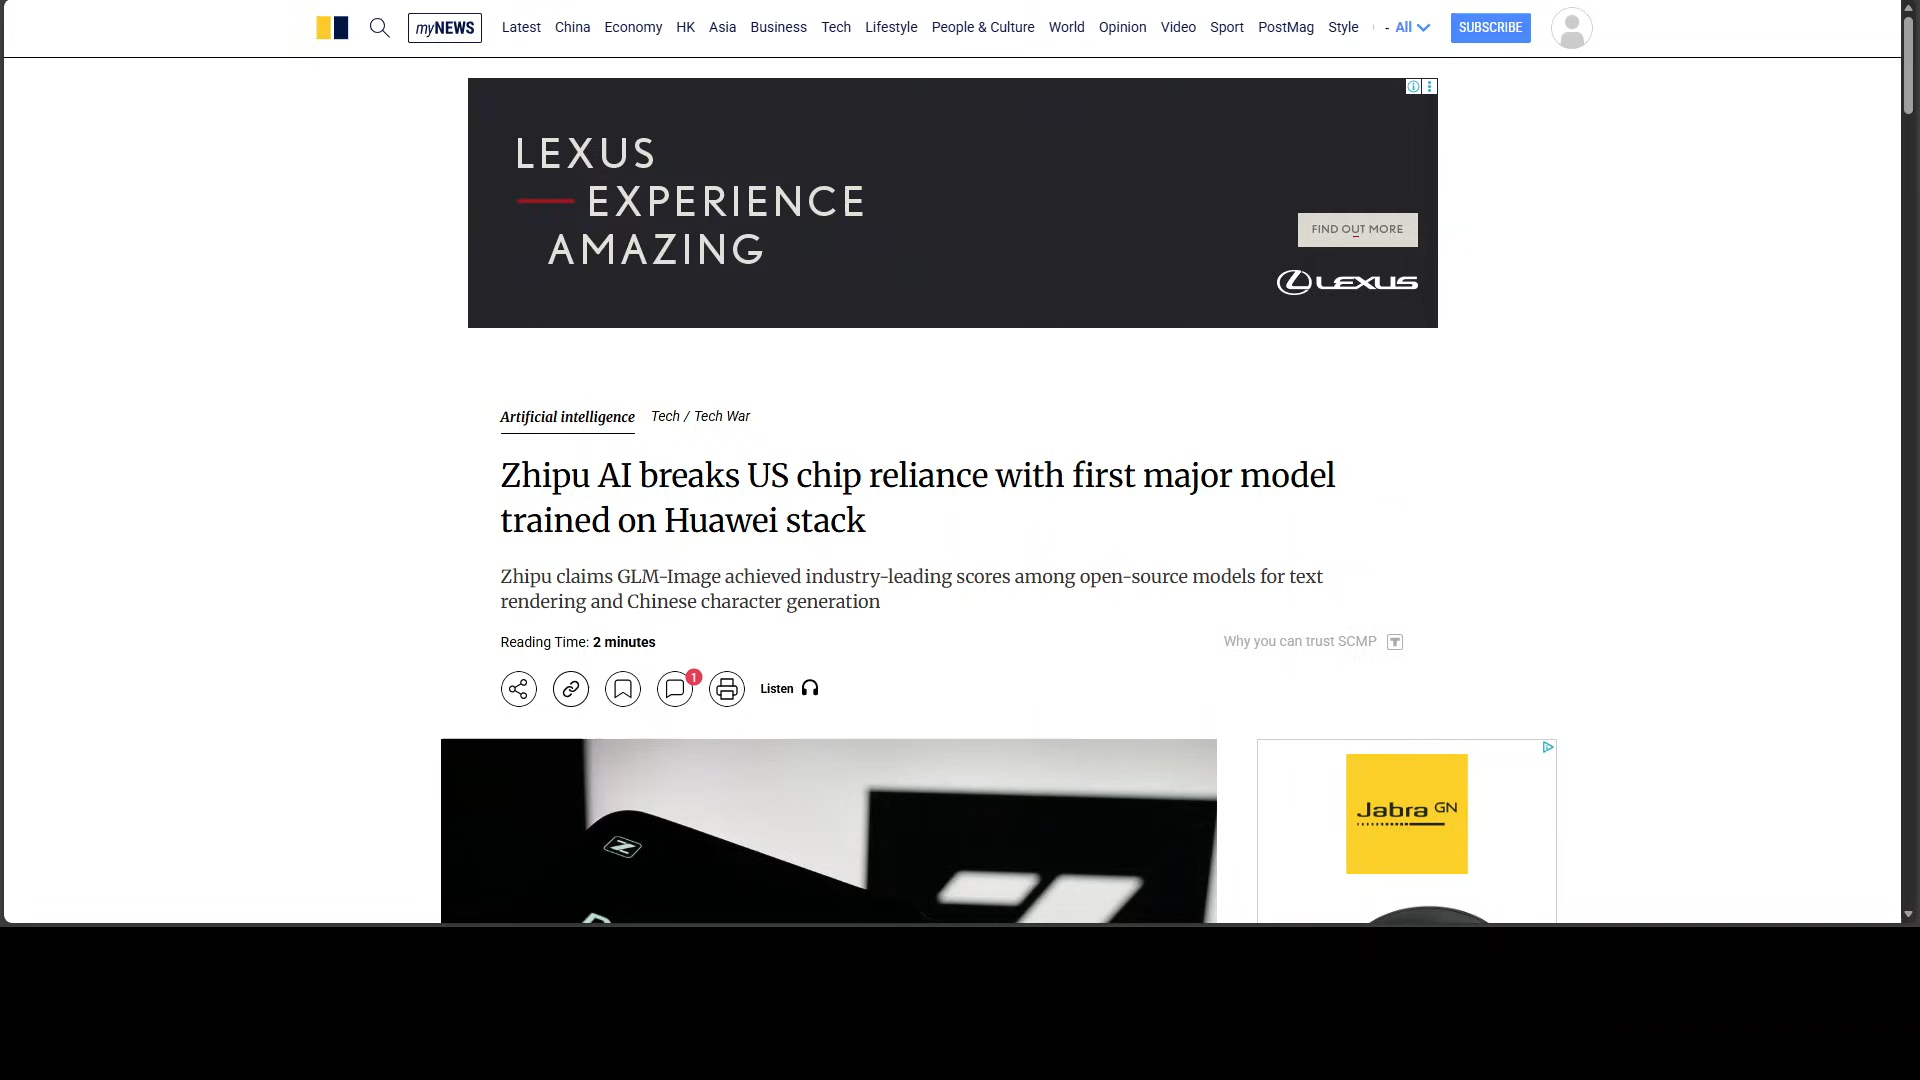 myNEWS Latest China Economy HK Asia Business Tech Lifestyle People & Culture World Opinion Video Sport PostMag Style - All SUBSCRIBE
LEXUS
EXPERIENCE
AMAZING
FIND OUT MORE
LEXUS
Artificial intelligence Tech / Tech War
Zhipu AI breaks US chip reliance with first major model
trained on Huawei stack
Zhipu claims GLM-Image achieved industry-leading scores among open-source models for text
rendering and Chinese character generation
Reading Time: 2 minutes
Why you can trust SCMP
1
Listen
Z
Jabra GN